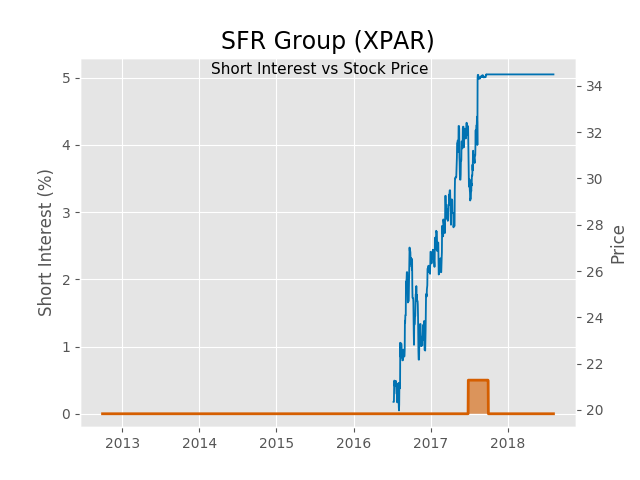 SFR Group (XPAR)
Short Interest vs Stock Price
Short Interest (%)
5
4
3
2
1
0
34
32
30
28
26
24
22
20
Price
2013 2014 2015 2016 2017 2018